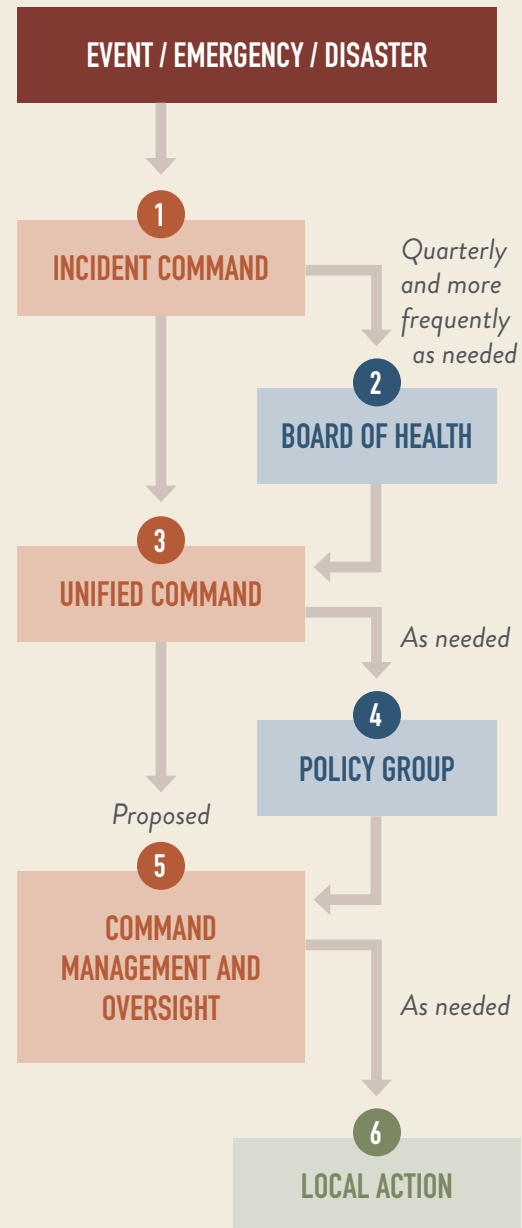 EVENT / EMERGENCY / DISASTER
1
INCIDENT COMMAND
Quarterly
and more
frequently
as needed
2
BOARD OF HEALTH
3
UNIFIED COMMAND
As needed
4
POLICY GROUP
Proposed
5
COMMAND
MANAGEMENT AND
OVERSIGHT
As needed
6
LOCAL ACTION